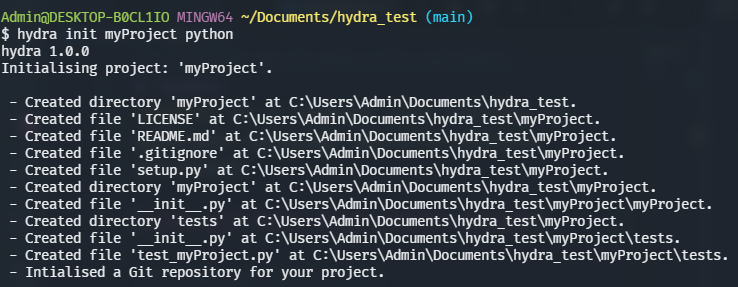 Admin@DESKTOP-B0CL1IO MINGW64 ~/Documents/hydra_test (main)
$ hydra init myProject python
hydra 1.0.0
Initialising project: 'myProject'.
- Created directory 'myProject' at C:\Users\Admin\Documents\hydra_test.
- Created file 'LICENSE' at C:\Users\Admin\Documents\hydra_test\myProject.
- Created file 'README.md' at C:\Users\Admin\Documents\hydra_test\myProject.
- Created file '.gitignore' at C:\Users\Admin\Documents\hydra_test\myProject.
- Created file 'setup.py' at C:\Users\Admin\Documents\hydra_test\myProject.
- Created directory 'myProject' at C:\Users\Admin\Documents\hydra_test\myProject.
- Created file '__init__.py' at C:\Users\Admin\Documents\hydra_test\myProject\myProject.
- Created directory 'tests' at C:\Users\Admin\Documents\hydra_test\myProject.
- Created file '__init__.py' at C:\Users\Admin\Documents\hydra_test\myProject\tests.
- Created file 'test_myProject.py' at C:\Users\Admin\Documents\hydra_test\myProject\tests.
- Intialised a Git repository for your project.